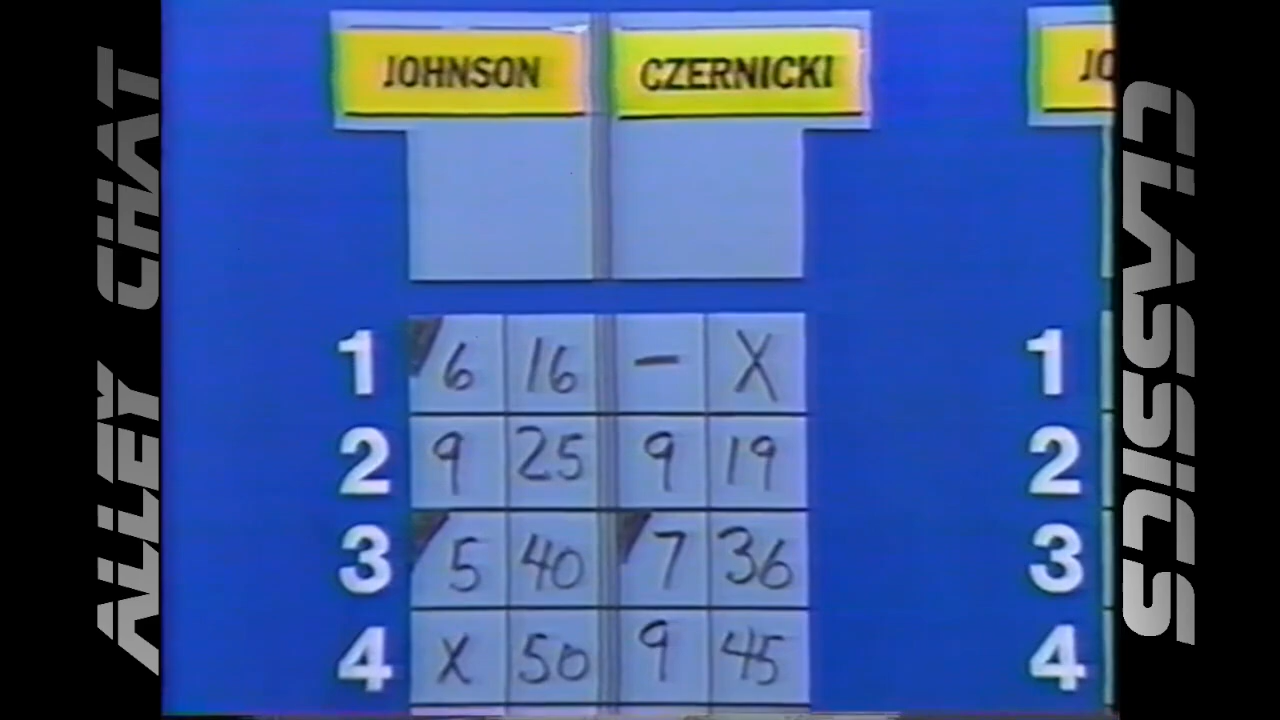 ALLEY CHAT
JOHNSON CZERNICKI
1 6 16 - X
2 9 25 9 19
3 5 40 7 36
4 X 50 9 45
JO
1
2
3
4
CLASSICS